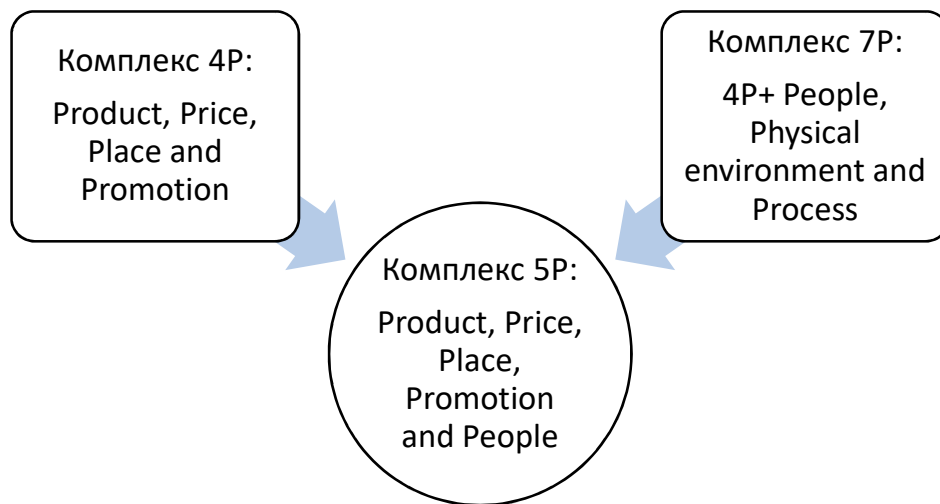 Комплекс 4P:
Product, Price,
Place and
Promotion
Комплекс 7P:
4P+ People,
Physical
environment and
Process
Комплекс 5P:
Product, Price,
Place,
Promotion
and People